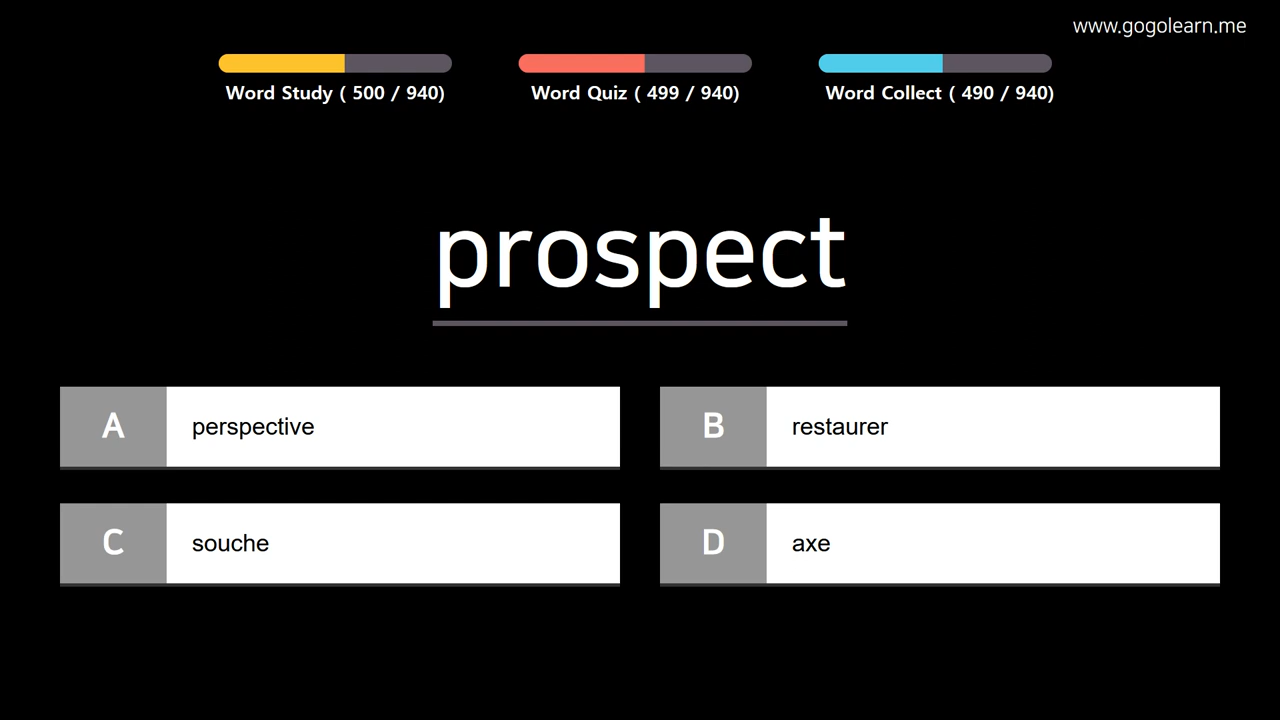 www.gogolearn.me
Word Study ( 500 / 940)
Word Quiz ( 499 / 940)
Word Collect ( 490 / 940)
prospect
A perspective
B restaurer
C souche
D axe